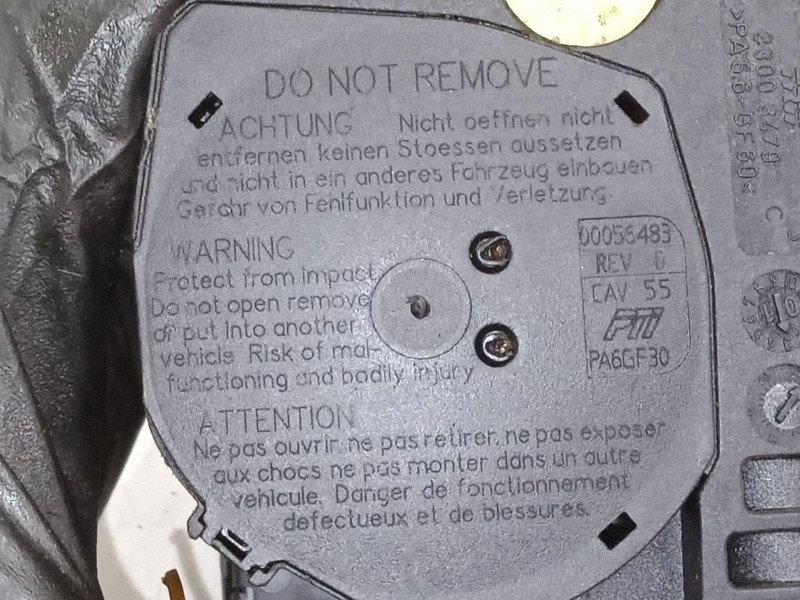 DO NOT REMOVE
ACHTUNG Nicht oeffnen nicht
entfernen keinen Stoessen aussetzen
und nicht in ein anderes Fahrzeug einbauen
Gerahr von Fehlfunktion und Verletzung.
WARNING
Protect from impact
Do not open remove
or put into another
vehicle Risk of mal-
functioning and bodily injury
00056483
REV
CAV 55
PA6GF30
ATTENTION
Ne pas ouvrir, ne pas retirer, ne pas exposer
aux chocs ne pas monter dans un autre
vehicule. Danger de fonctionnement
defectueux et de blessures.
C